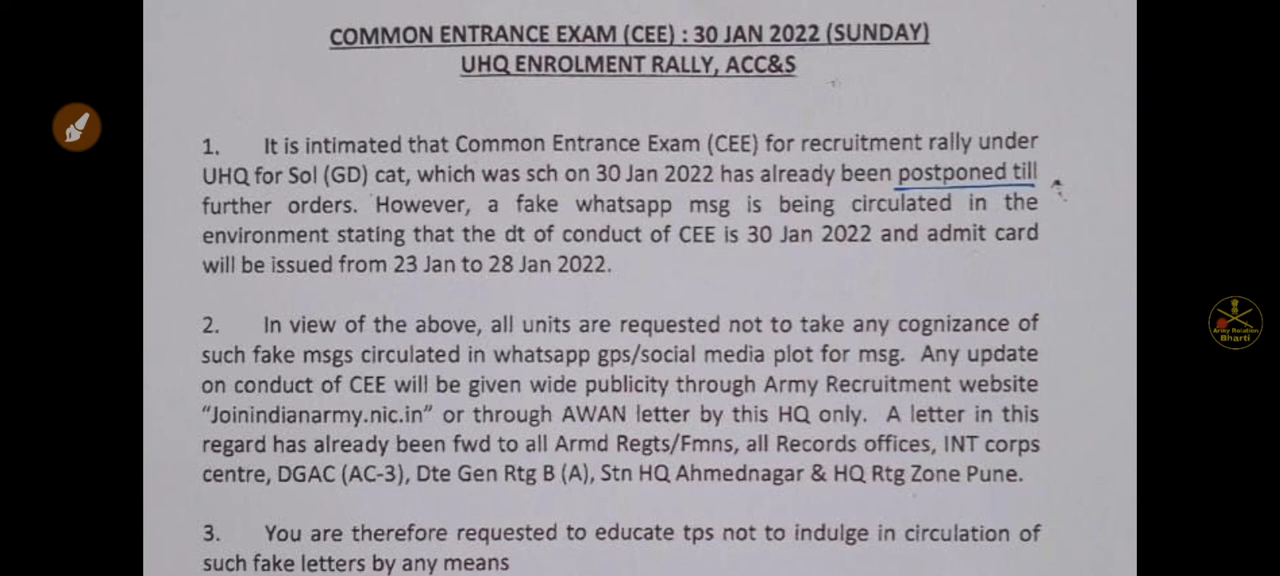 COMMON ENTRANCE EXAM (CEE) : 30 JAN 2022 (SUNDAY)
UHQ ENROLMENT RALLY, ACC&S
1. It is intimated that Common Entrance Exam (CEE) for recruitment rally under
UHQ for Sol (GD) cat, which was sch on 30 Jan 2022 has already been postponed till
further orders. However, a fake whatsapp msg is being circulated in the
environment stating that the dt of conduct of CEE is 30 Jan 2022 and admit card
will be issued from 23 Jan to 28 Jan 2022.
2. In view of the above, all units are requested not to take any cognizance of
such fake msgs circulated in whatsapp gps/social media plot for msg. Any update
on conduct of CEE will be given wide publicity through Army Recruitment website
"Joinindianarmy.nic.in" or through AWAN letter by this HQ only. A letter in this
regard has already been fwd to all Armd Regts/Fmns, all Records offices, INT corps
centre, DGAC (AC-3), Dte Gen Rtg B (A), Stn HQ Ahmednagar & HQ Rtg Zone Pune.
3. You are therefore requested to educate tps not to indulge in circulation of
such fake letters by any means
Army Relation
Bharti